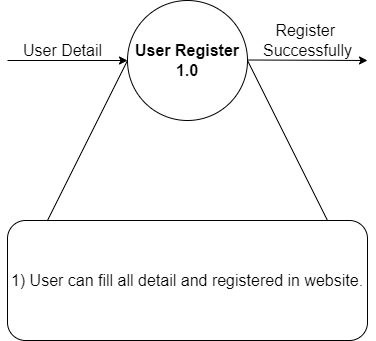 User Detail
User Register
1.0
Register
Successfully
1) User can fill all detail and registered in website.